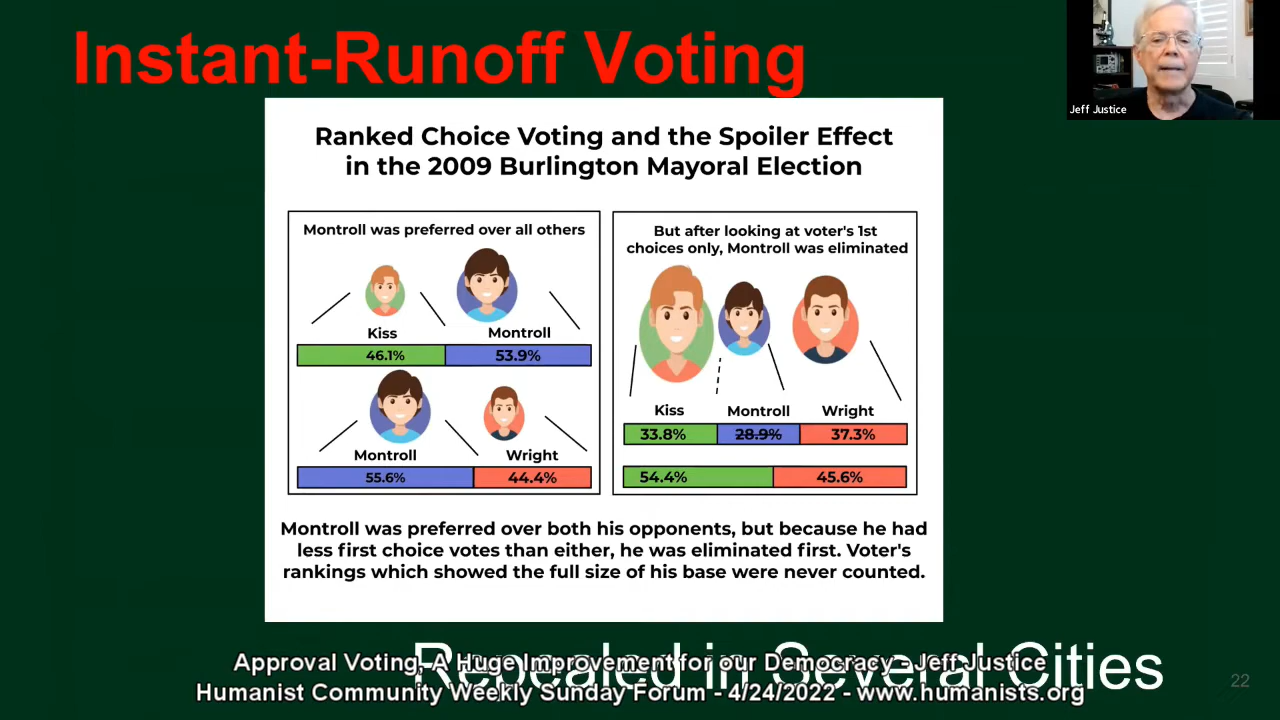 Instant-Runoff Voting
Jeff Justice
Ranked Choice Voting and the Spoiler Effect
in the 2009 Burlington Mayoral Election
Montroll was preferred over all others
Kiss
Montroll
46.1%
53.9%
Montroll
Wright
55.6%
44.4%
But after looking at voter's 1st
choices only, Montroll was eliminated
Kiss
Montroll
Wright
33.8%
28.9%
37.3%
54.4%
45.6%
Montroll was preferred over both his opponents, but because he had
less first choice votes than either, he was eliminated first. Voter's
rankings which showed the full size of his base were never counted.
Repealed in Several Cities
Approval Voting, A Huge Improvement for our Democracy - Jeff Justice
Humanist Community Weekly Sunday Forum - 4/24/2022 - www.humanists.org
22